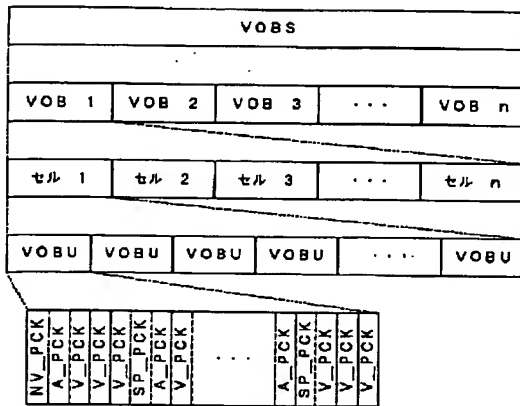 VOBS
VOB 1 VOB 2 VOB 3 ··· VOB n
セル 1 セル 2 セル 3 ··· セル n
VOBU VOBU VOBU VOBU ···· VOBU
NV_PCK A_PCK V_PCK V_PCK V_PCK SP_PCK A_PCK V_PCK ··· A_PCK SP_PCK V_PCK V_PCK V_PCK